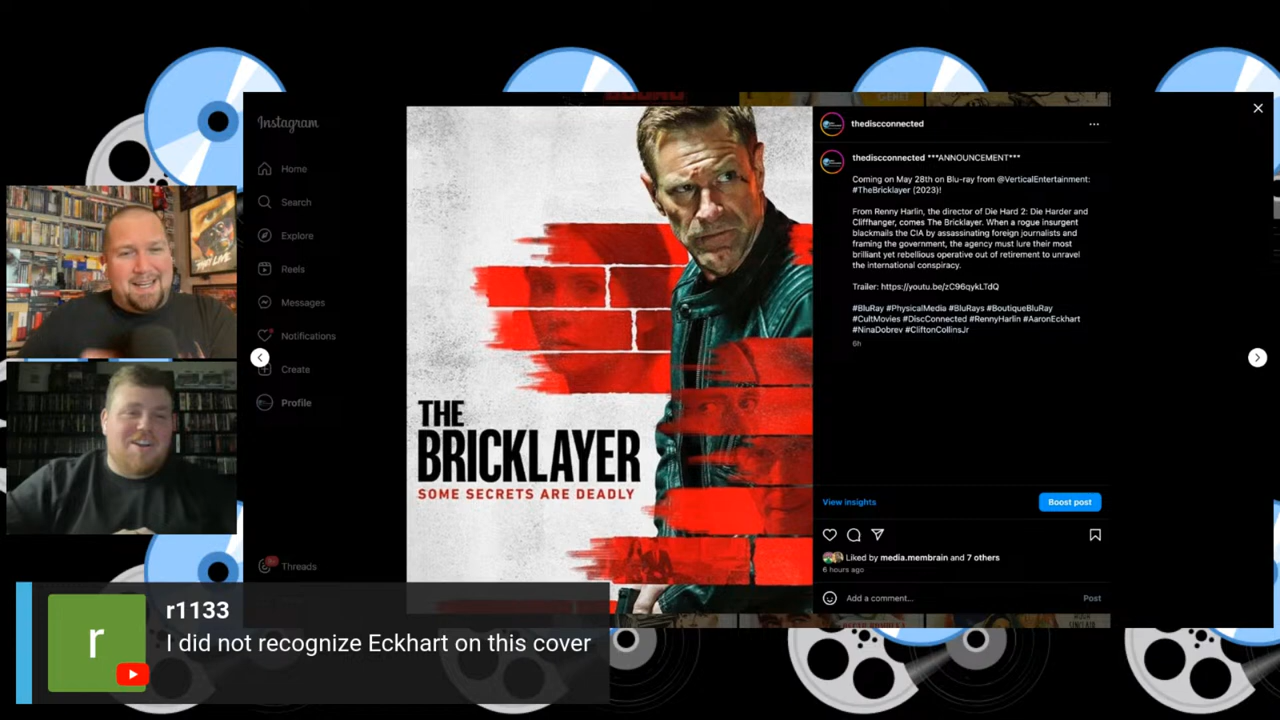 Instagram
Home
Search
Explore
Reels
Messages
Notifications
Create
Profile
Threads
THE
BRICKLAYER
SOME SECRETS ARE DEADLY
thediscconnected
thediscconnected ***ANNOUNCEMENT***
Coming on May 28th on Blu-ray from @VerticalEntertainment:
#TheBricklayer (2023)!
From Renny Harlin, the director of Die Hard 2: Die Harder and
Cliffhanger, comes The Bricklayer. When a rogue insurgent
blackmails the CIA by assassinating foreign journalists and
framing the government, the agency must lure their most
brilliant yet rebellious operative out of retirement to unravel
the international conspiracy.
Trailer: https://youtu.be/zC96qykLTdQ
#BluRay #PhysicalMedia #BluRays #BoutiqueBluRay
#CultMovies #DiscConnected #RennyHarlin #AaronEckhart
#NinaDobrev #CliftonCollinsJr
6h
View insights
Boost post
Liked by media.membrain and 7 others
6 hours ago
Add a comment...
Post
r
r1133
I did not recognize Eckhart on this cover